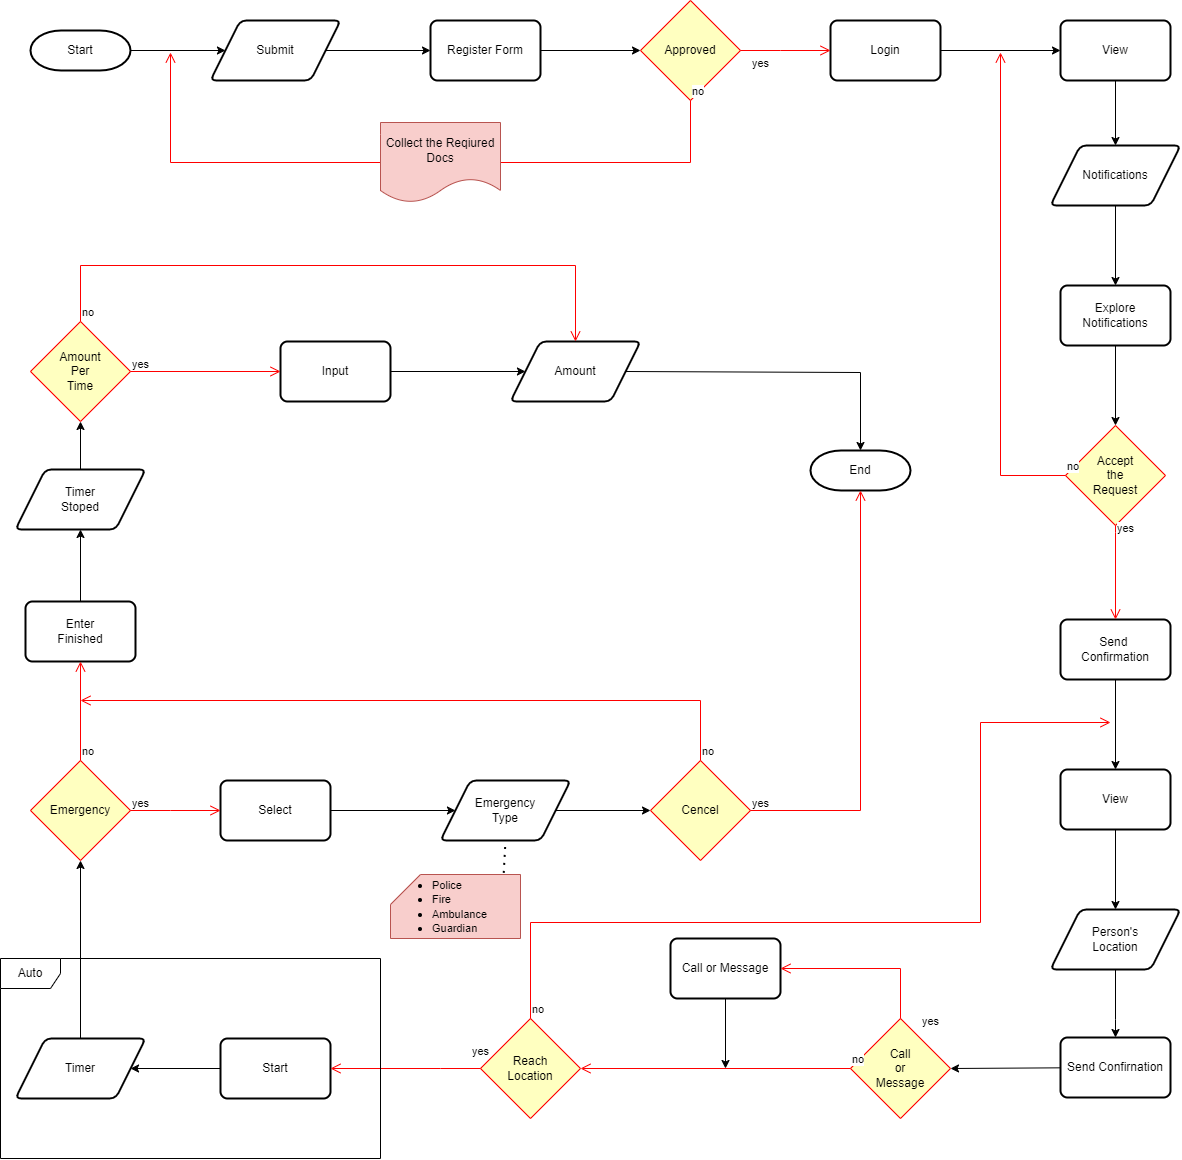 Start
Submit
Register Form
Approved
yes
no
Login
View
Collect the Reqiured
Docs
Notifications
Explore
Notifications
no
Amount
Per
Time
yes
Input
Amount
End
no
Accept
the
Request
yes
Timer
Stoped
Enter
Finished
Send
Confirmation
no
Emergency
yes
Select
Emergency
Type
no
Cencel
yes
View
Police
Fire
Ambulance
Guardian
Person's
Location
Auto
Call or Message
Timer
Start
yes
no
Reach
Location
no
yes
Call
or
Message
Send Confirnation